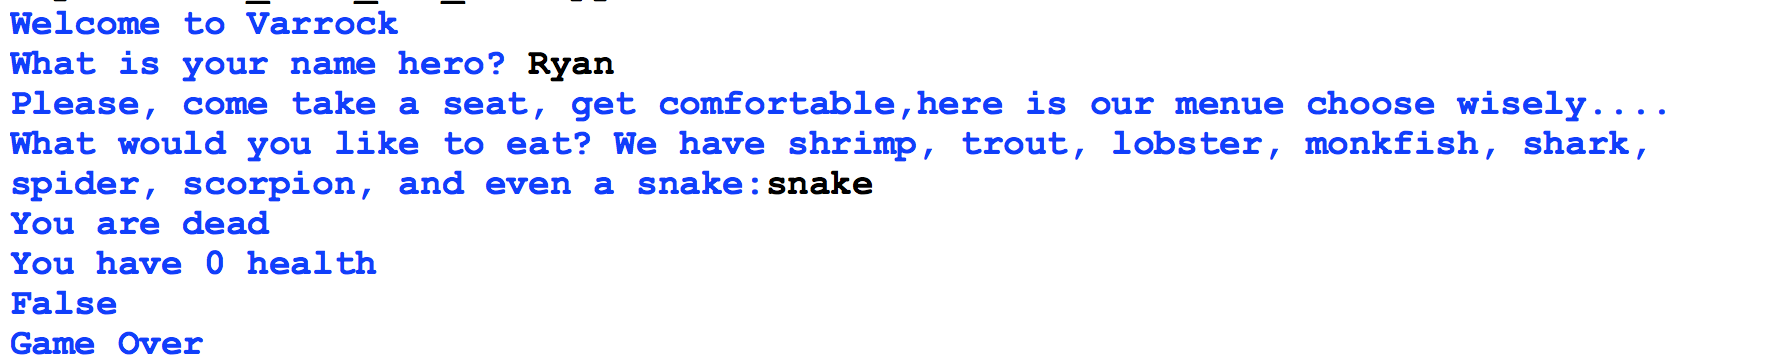 Welcome to Varrock
What is your name hero? Ryan
Please, come take a seat, get comfortable,here is our menue choose wisely....
What would you like to eat? We have shrimp, trout, lobster, monkfish, shark,
spider, scorpion, and even a snake:snake
You are dead
You have 0 health
False
Game Over